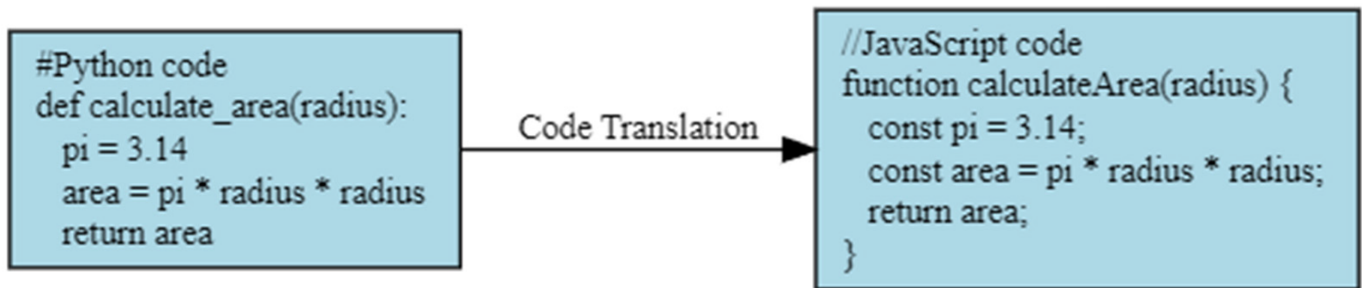 #Python code
def calculate_area(radius):
pi = 3.14
area = pi * radius * radius
return area
Code Translation
//JavaScript code
function calculateArea(radius) {
const pi = 3.14;
const area = pi * radius * radius;
return area;
}